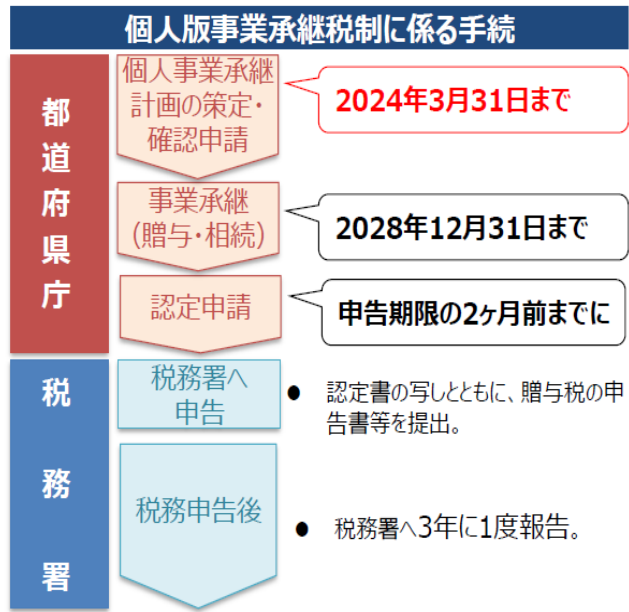 個人版事業承継税制に係る手続
都道府県庁
個人事業承継
計画の策定・
確認申請
2024年3月31日まで
事業承継
(贈与・相続)
2028年12月31日まで
認定申請
申告期限の2ヶ月前までに
税務署
税務署へ
申告
● 認定書の写しとともに、贈与税の申
告書等を提出。
税務申告後
● 税務署へ3年に1度報告。